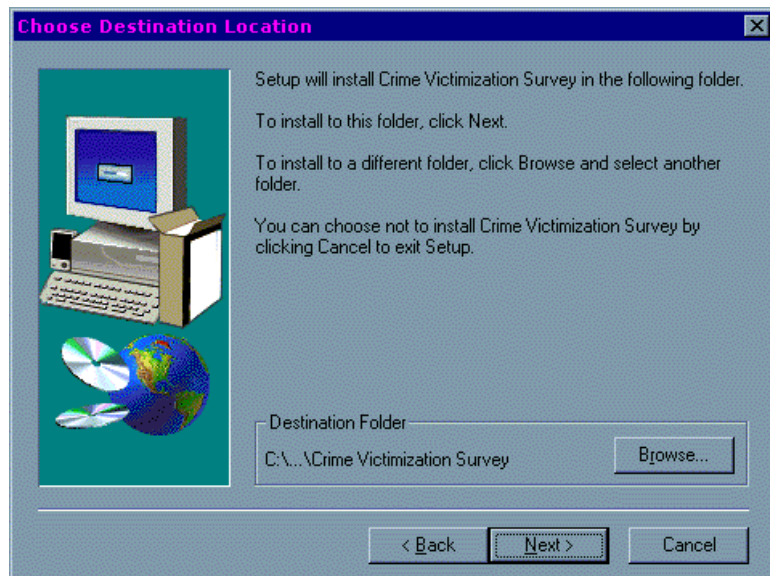 Choose Destination Location
Setup will install Crime Victimization Survey in the following folder.
To install to this folder, click Next.
To install to a different folder, click Browse and select another
folder.
You can choose not to install Crime Victimization Survey by
clicking Cancel to exit Setup.
Destination Folder
C:\...\Crime Victimization Survey
Browse...
< Back
Next >
Cancel